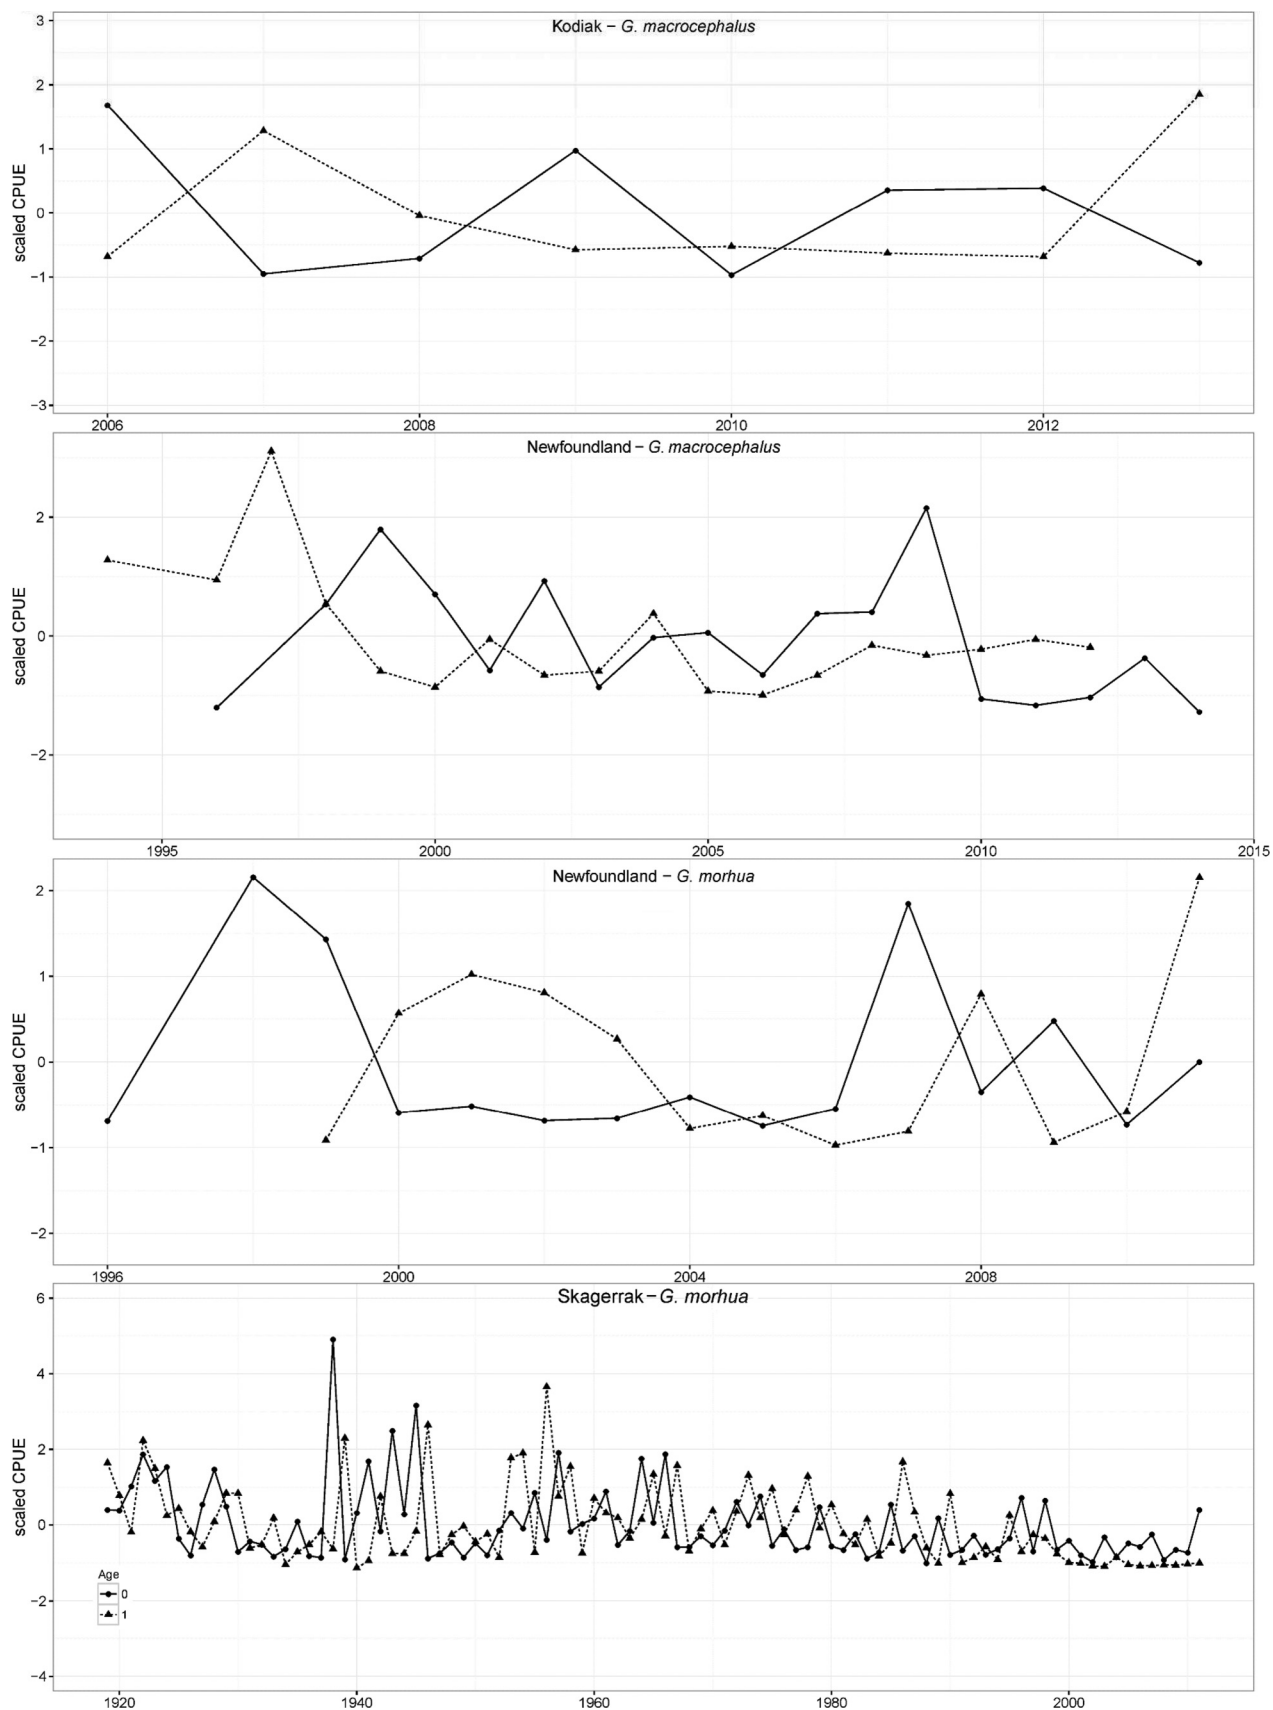 Kodiak – G. macrocephalus
scaled CPUE
3
2
1
0
−1
−2
−3
2006 2008 2010 2012
Newfoundland – G. macrocephalus
scaled CPUE
2
0
−2
1995 2000 2005 2010 2015
Newfoundland – G. morhua
scaled CPUE
2
1
0
−1
−2
1996 2000 2004 2008
Skagerrak – G. morhua
scaled CPUE
6
4
2
0
−2
−4
Age
0
1
1920 1940 1960 1980 2000